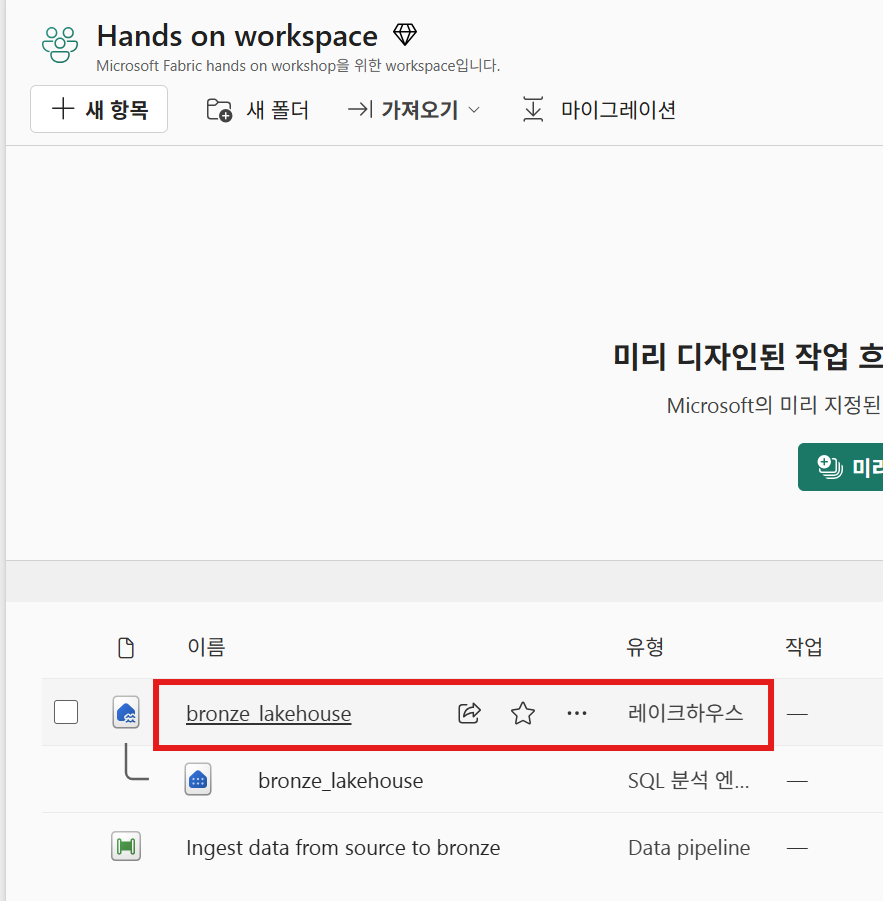 Hands on workspace
Microsoft Fabric hands on workshop을 위한 workspace입니다.
새 항목 새 폴더 가져오기 마이그레이션
미리 디자인된 작업 흐
Microsoft의 미리 지정된
미리
이름 유형 작업
bronze_lakehouse 레이크하우스 —
bronze_lakehouse SQL 분석 엔... —
Ingest data from source to bronze Data pipeline —